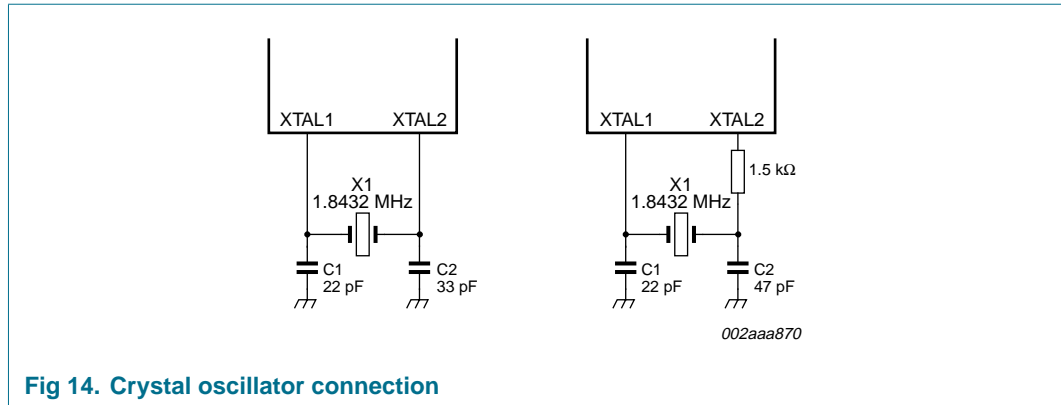 XTAL1 XTAL2
X1
1.8432 MHz
C1
22 pF
C2
33 pF
XTAL1 XTAL2
1.5 kΩ
X1
1.8432 MHz
C1
22 pF
C2
47 pF
002aaa870
Fig 14. Crystal oscillator connection